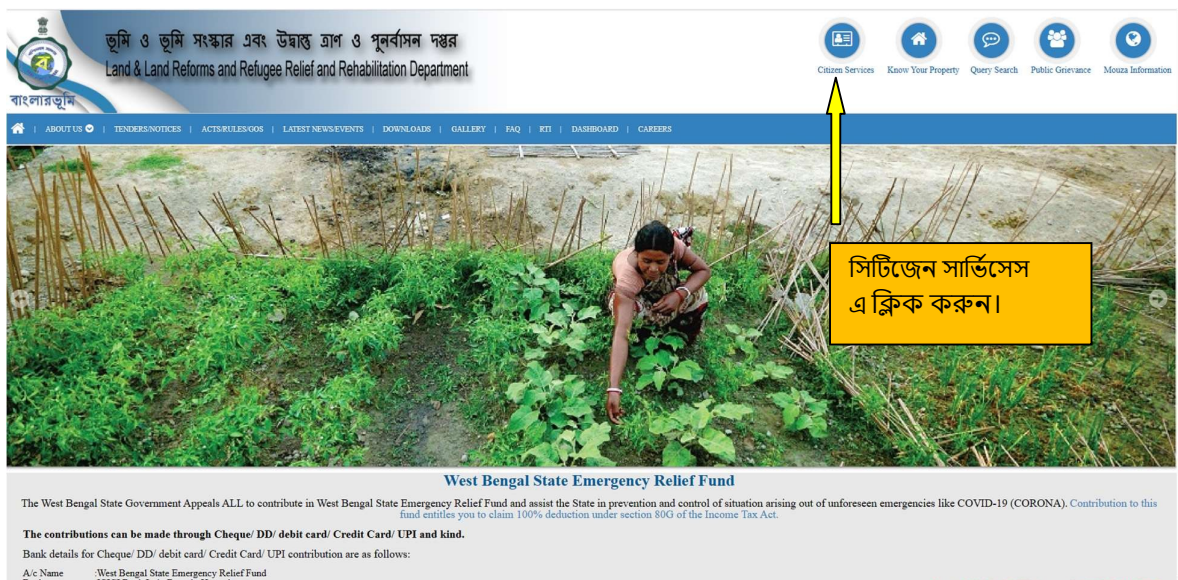 ভূমি ও ভূমি সংস্কার এবং উদ্বাস্তু ত্রাণ ও পুনর্বাসন দপ্তর
Land & Land Reforms and Refugee Relief and Rehabilitation Department
বাংলারভূমি
Citizen Services Know Your Property Query Search Public Grievance Mouza Information
| ABOUT US | TENDERS/NOTICES | ACTS/RULES/GOS | LATEST NEWS/EVENTS | DOWNLOADS | GALLERY | FAQ | RTI | DASHBOARD | CAREERS
সিটিজেন সার্ভিসেস
এ ক্লিক করুন।
West Bengal State Emergency Relief Fund
The West Bengal State Government Appeals ALL to contribute in West Bengal State Emergency Relief Fund and assist the State in prevention and control of situation arising out of unforeseen emergencies like COVID-19 (CORONA). Contribution to this
fund entitles you to claim 100% deduction under section 80G of the Income Tax Act.
The contributions can be made through Cheque/ DD/ debit card/ Credit Card/ UPI and kind.
Bank details for Cheque/ DD/ debit card/ Credit Card/ UPI contribution are as follows:
A/c Name :West Bengal State Emergency Relief Fund